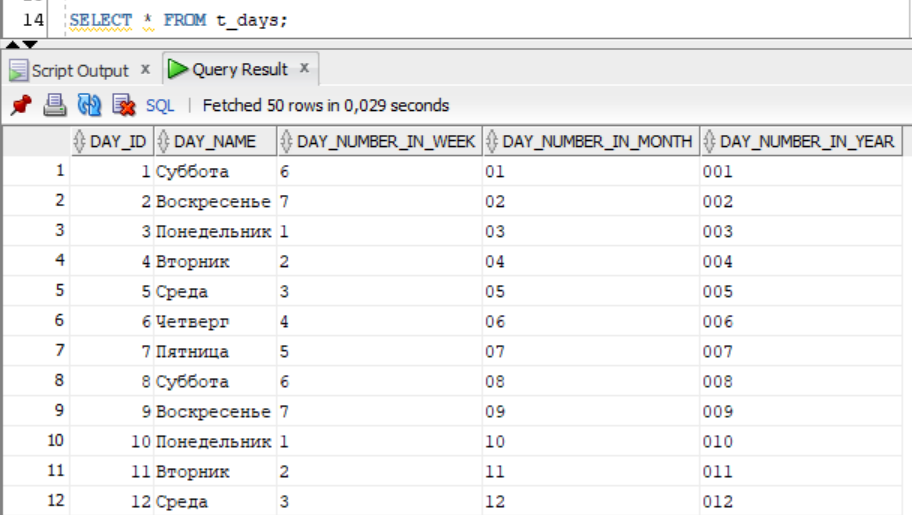 14 SELECT * FROM t_days;
Script Output x Query Result x
SQL | Fetched 50 rows in 0,029 seconds
DAY_ID DAY_NAME DAY_NUMBER_IN_WEEK DAY_NUMBER_IN_MONTH DAY_NUMBER_IN_YEAR
1 1 Суббота 6 01 001
2 2 Воскресенье 7 02 002
3 3 Понедельник 1 03 003
4 4 Вторник 2 04 004
5 5 Среда 3 05 005
6 6 Четверг 4 06 006
7 7 Пятница 5 07 007
8 8 Суббота 6 08 008
9 9 Воскресенье 7 09 009
10 10 Понедельник 1 10 010
11 11 Вторник 2 11 011
12 12 Среда 3 12 012